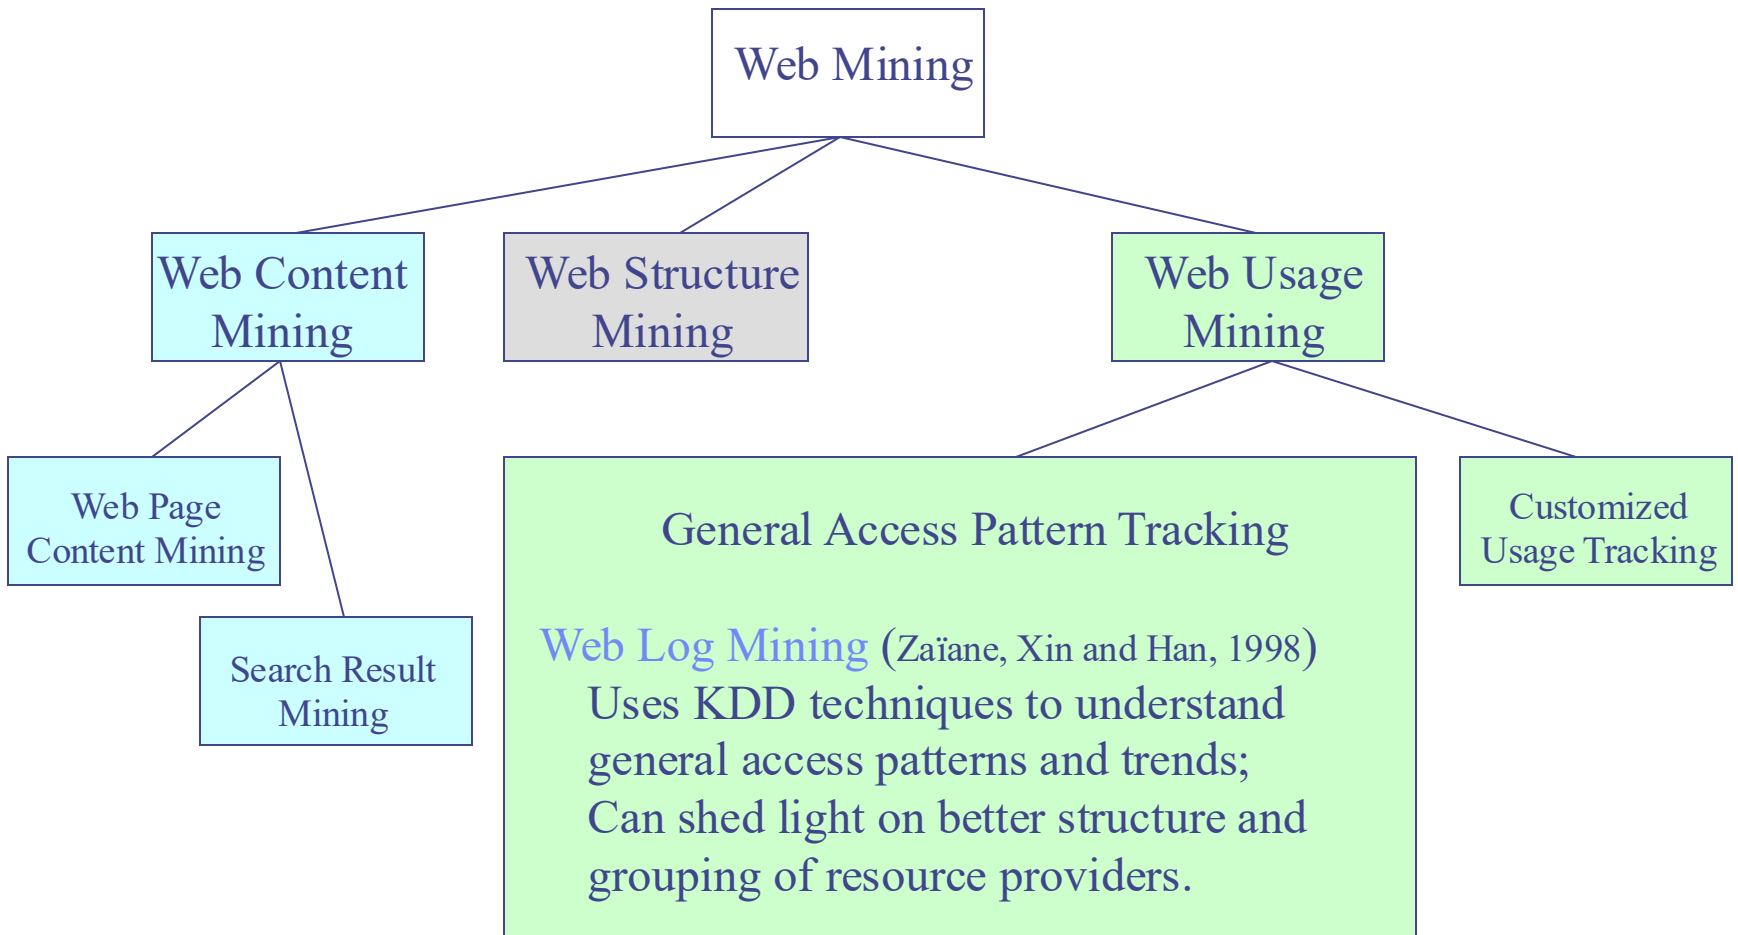 Web Mining
Web Content
Mining
Web Structure
Mining
Web Usage
Mining
Web Page
Content Mining
Search Result
Mining
General Access Pattern Tracking
Web Log Mining (Zaïane, Xin and Han, 1998)
Uses KDD techniques to understand
general access patterns and trends;
Can shed light on better structure and
grouping of resource providers.
Customized
Usage Tracking